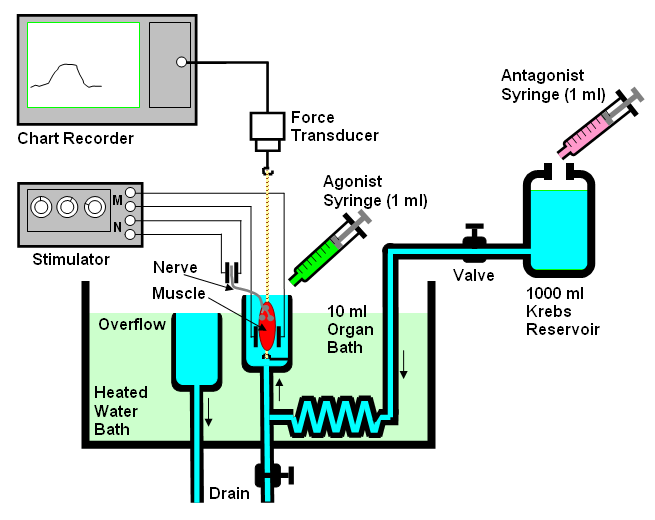 Chart Recorder
Force
Transducer
Antagonist
Syringe (1 ml)
Agonist
Syringe (1 ml)
M
N
Stimulator
Nerve
Muscle
Valve
1000 ml
Krebs
Reservoir
Overflow
10 ml
Organ
Bath
Heated
Water
Bath
Drain